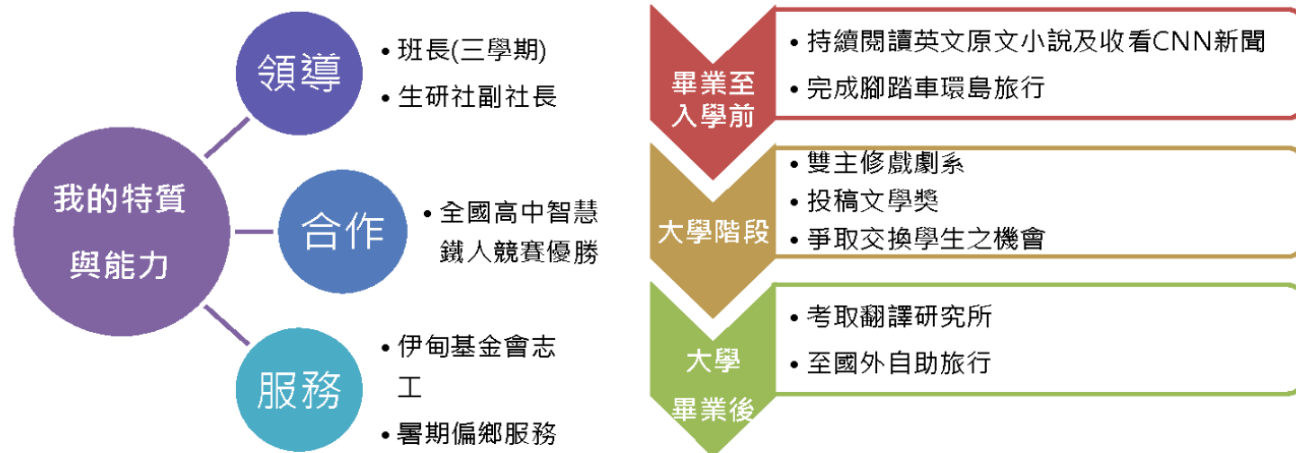 我的特質
與能力
領導
• 班長(三學期)
• 生研社副社長
合作
• 全國高中智慧
鐵人競賽優勝
服務
• 伊甸基金會志
工
• 暑期偏鄉服務
畢業至
入學前
• 持續閱讀英文原文小說及收看CNN新聞
• 完成腳踏車環島旅行
大學階段
• 雙主修戲劇系
• 投稿文學獎
• 爭取交換學生之機會
大學
畢業後
• 考取翻譯研究所
• 至國外自助旅行